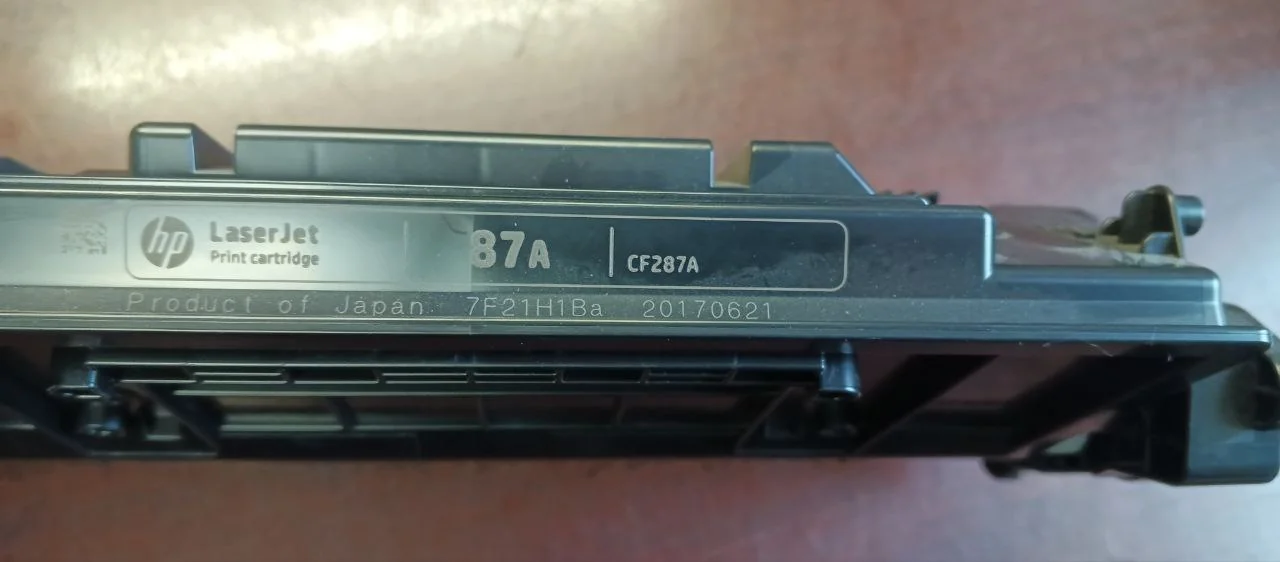 hp LaserJet 87A | CF287A
Print cartridge
Product of Japan 7F21H1Ba 20170621